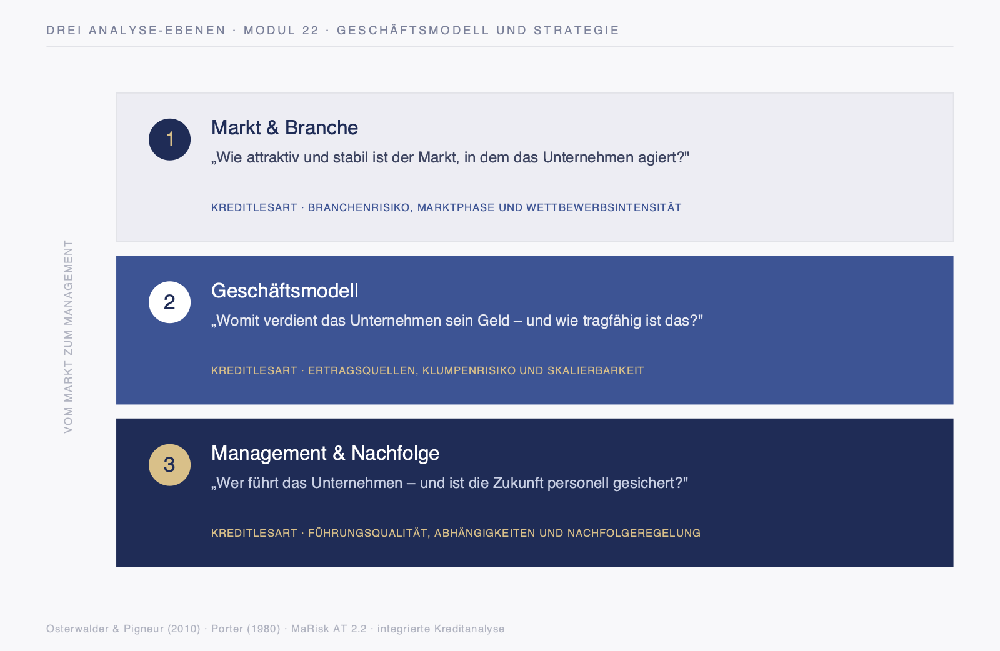 DREI ANALYSE-EBENEN · MODUL 22 · GESCHÄFTSMODELL UND STRATEGIE
VOM MARKT ZUM MANAGEMENT
1
Markt & Branche
„Wie attraktiv und stabil ist der Markt, in dem das Unternehmen agiert?"
KREDITLESART · BRANCHENRISIKO, MARKTPHASE UND WETTBEWERBSINTENSITÄT
2
Geschäftsmodell
„Womit verdient das Unternehmen sein Geld – und wie tragfähig ist das?"
KREDITLESART · ERTRAGSQUELLEN, KLUMPENRISIKO UND SKALIERBARKEIT
3
Management & Nachfolge
„Wer führt das Unternehmen – und ist die Zukunft personell gesichert?"
KREDITLESART · FÜHRUNGSQUALITÄT, ABHÄNGIGKEITEN UND NACHFOLGEREGELUNG
Osterwalder & Pigneur (2010) · Porter (1980) · MaRisk AT 2.2 · integrierte Kreditanalyse